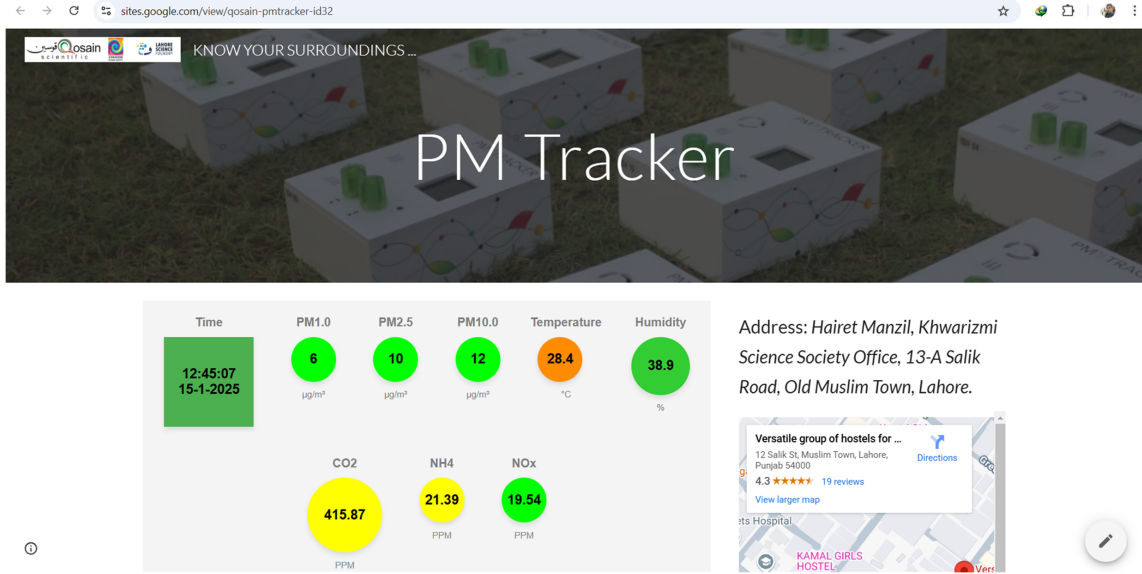 sites.google.com/view/qosain-pmtracker-id32
قوسین Qosain
scientific
LAHORE
SCIENCE
KNOW YOUR SURROUNDINGS ...
PM Tracker
Time
PM1.0
PM2.5
PM10.0
Temperature
Humidity
12:45:07
15-1-2025
6
10
12
28.4
38.9
µg/m³
µg/m³
µg/m³
°C
%
CO2
NH4
NOx
415.87
21.39
19.54
PPM
PPM
PPM
Address: Hairet Manzil, Khwarizmi
Science Society Office, 13-A Salik
Road, Old Muslim Town, Lahore.
Versatile group of hostels for ...
12 Salik St, Muslim Town, Lahore,
Punjab 54000
Directions
4.3
19 reviews
View larger map
ets Hospital
KAMAL GIRLS
HOSTEL
Vers